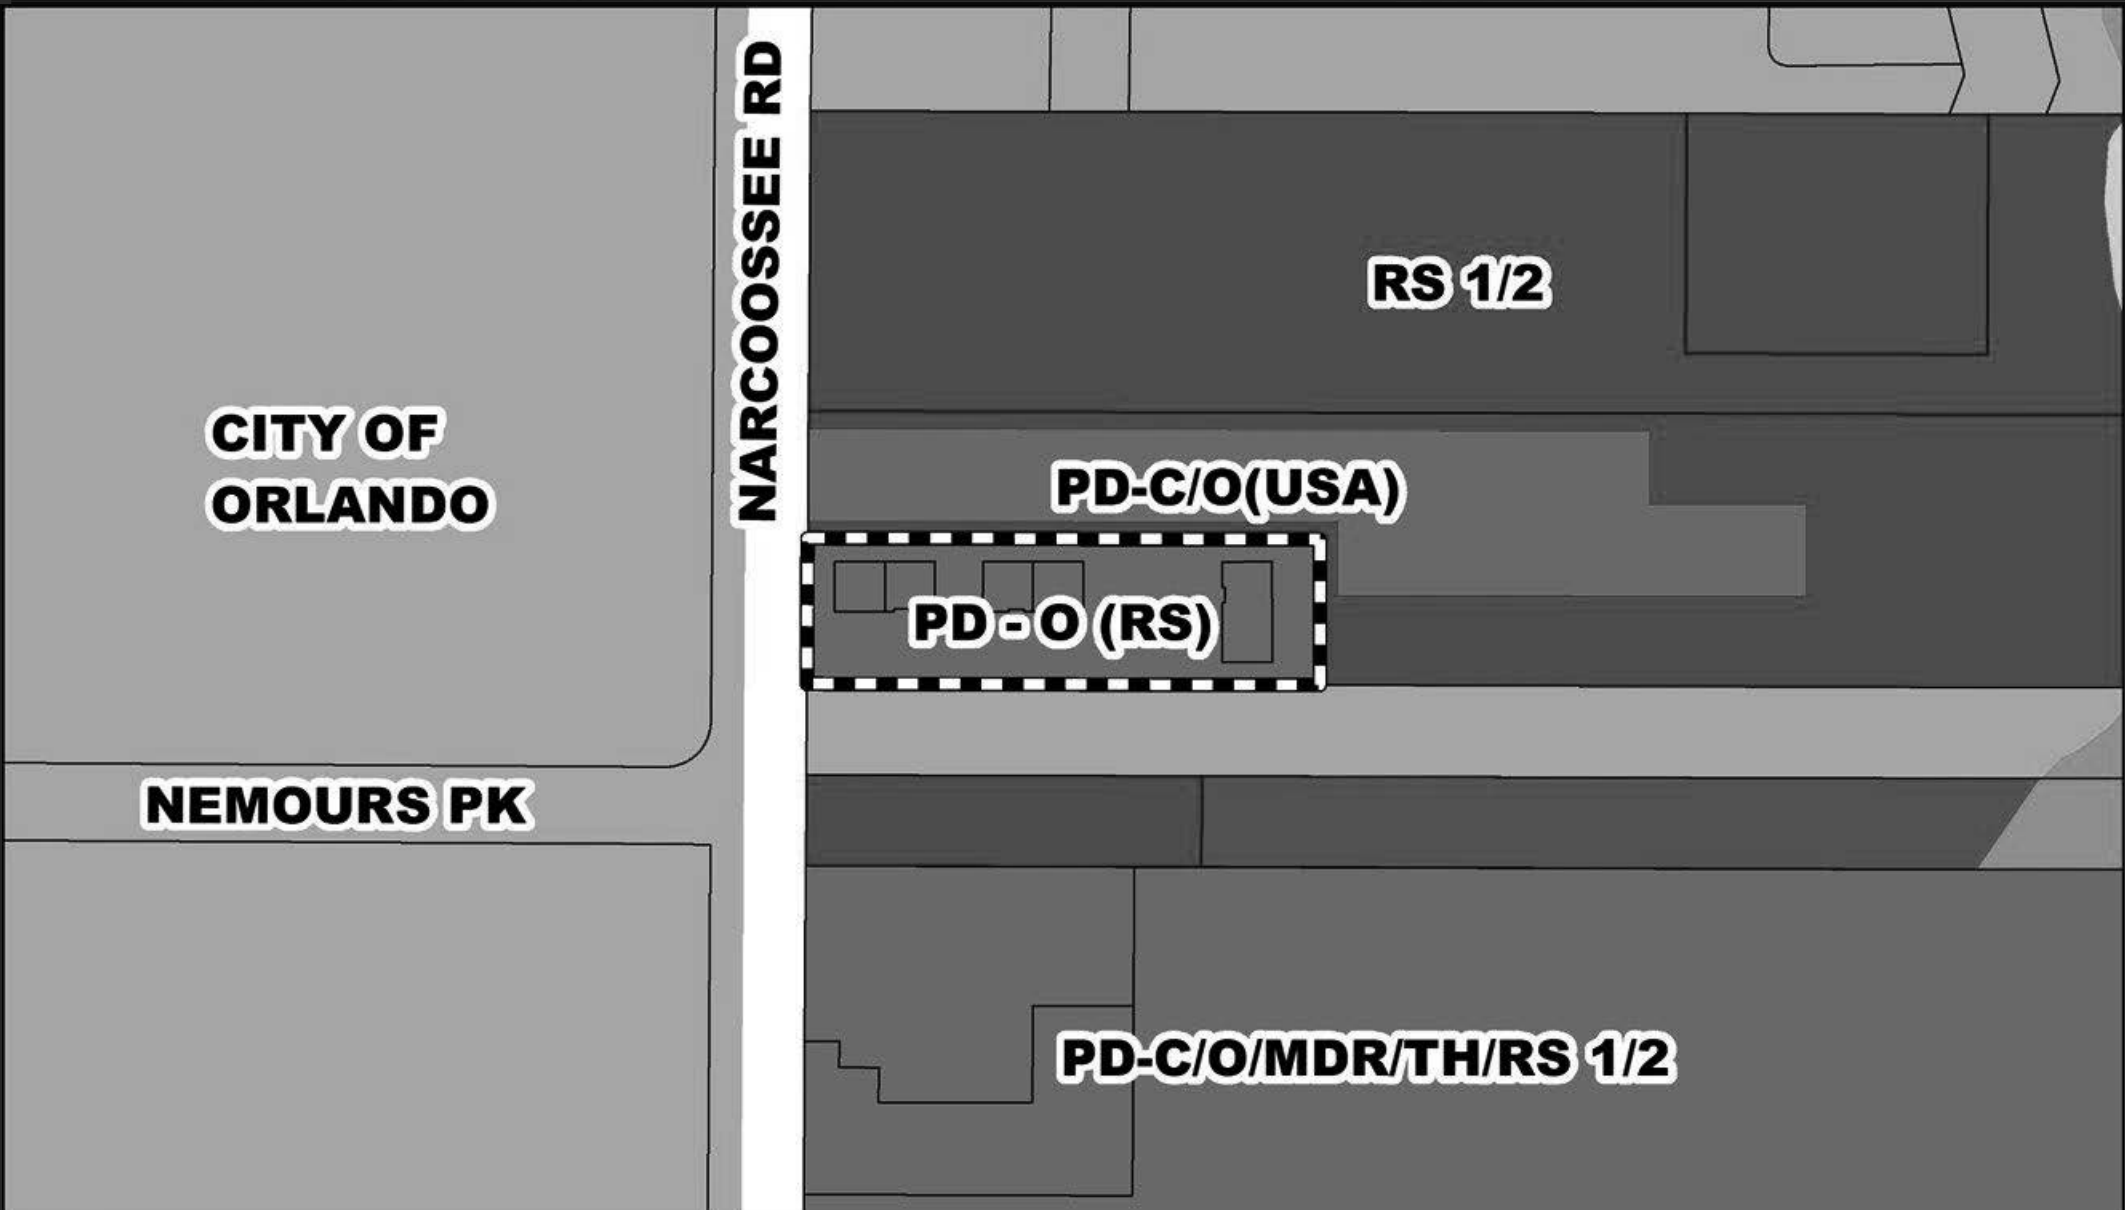 NARCOOSSEE RD
RS 1/2
CITY OF
ORLANDO
PD-C/O(USA)
PD - O (RS)
NEMOURS PK
PD-C/O/MDR/TH/RS 1/2